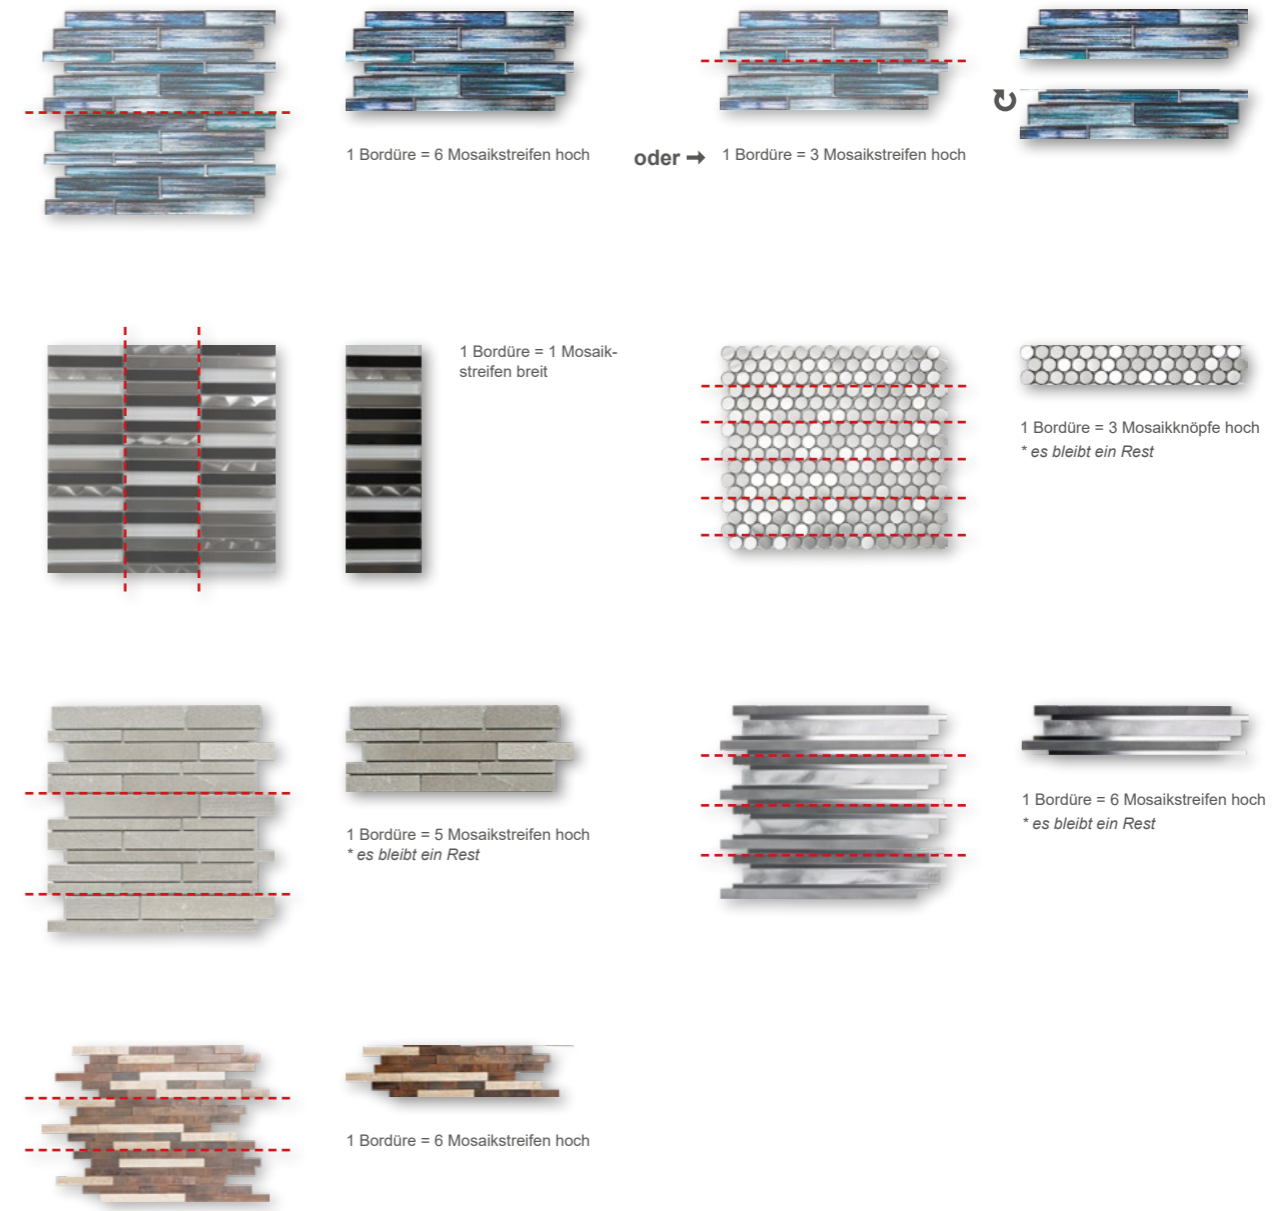 1 Bordüre = 6 Mosaikstreifen hoch
oder ➞
1 Bordüre = 3 Mosaikstreifen hoch
1 Bordüre = 1 Mosaik-
streifen breit
1 Bordüre = 3 Mosaikknöpfe hoch
* es bleibt ein Rest
1 Bordüre = 5 Mosaikstreifen hoch
* es bleibt ein Rest
1 Bordüre = 6 Mosaikstreifen hoch
* es bleibt ein Rest
1 Bordüre = 6 Mosaikstreifen hoch